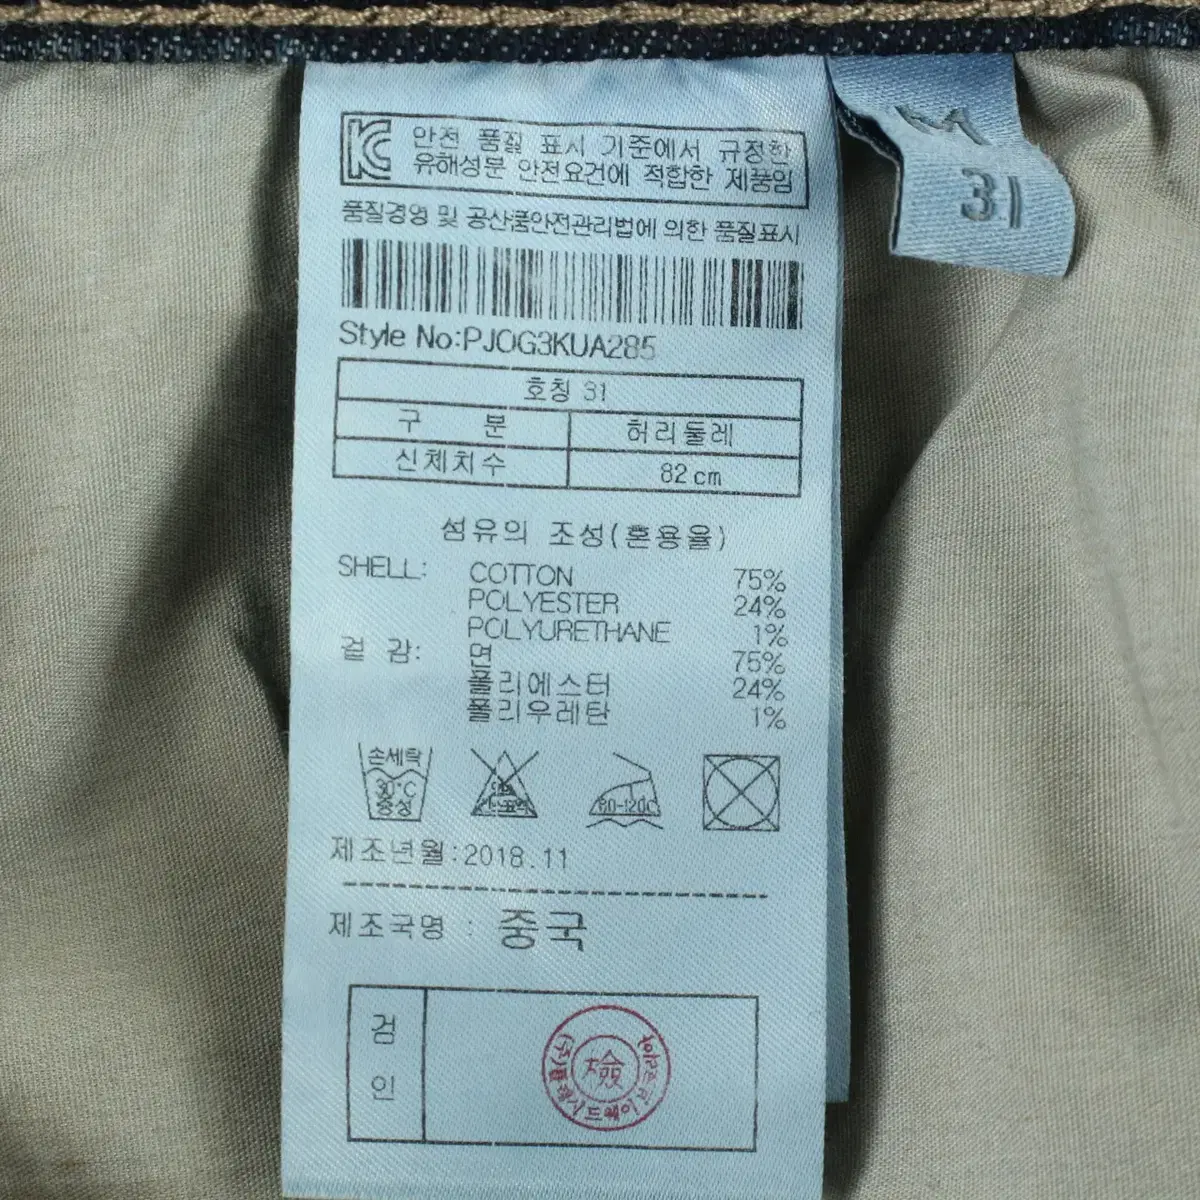 KC
안전 품질 표시 기준에서 규정한
유해성분 안전요건에 적합한 제품임
품질경영 및 공산품안전관리법에 의한 품질표시
Style No:PJOG3KUA285
호칭 31
구 분 허리둘레
신체치수 82cm
섬유의 조성(혼용율)
SHELL: COTTON 75%
POLYESTER 24%
POLYURETHANE 1%
겉 감: 면 75%
폴리에스터 24%
폴리우레탄 1%
손세탁
30°C
중성
80-120C
제조년월:2018.11
제조국명 : 중국
검
인
檢
31